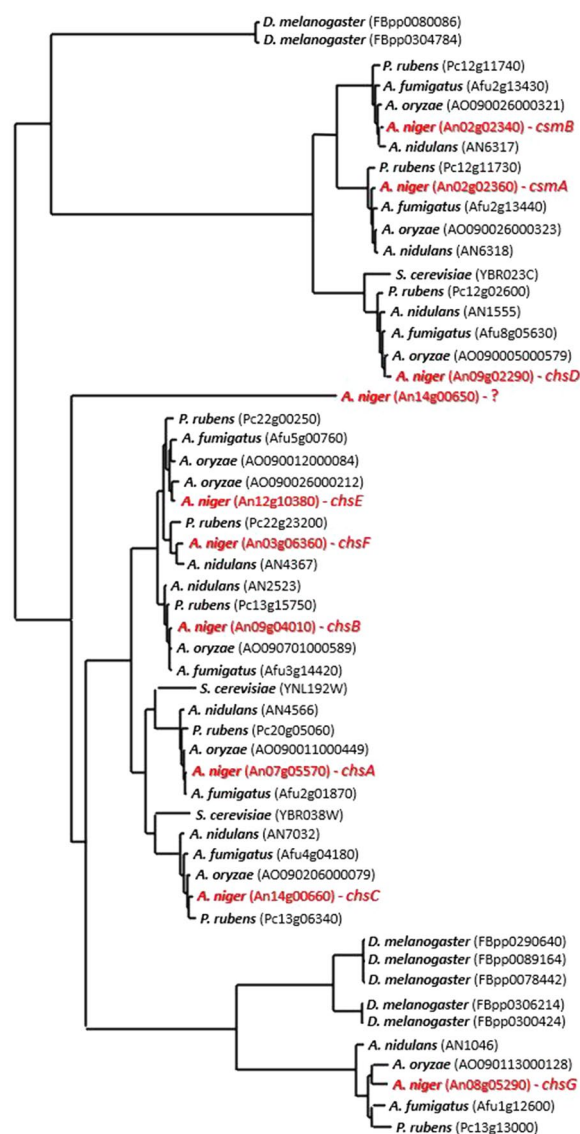 D. melanogaster (FBpp0080086)
D. melanogaster (FBpp0304784)
P. rubens (Pc12g11740)
A. fumigatus (Afu2g13430)
A. oryzae (AO090026000321)
A. niger (An02g02340) - csmB
A. nidulans (AN6317)
P. rubens (Pc12g11730)
A. niger (An02g02360) - csmA
A. fumigatus (Afu2g13440)
A. oryzae (AO090026000323)
A. nidulans (AN6318)
S. cerevisiae (YBR023C)
P. rubens (Pc12g02600)
A. nidulans (AN1555)
A. fumigatus (Afu8g05630)
A. oryzae (AO090005000579)
A. niger (An09g02290) - chsD
A. niger (An14g00650) - ?
P. rubens (Pc22g00250)
A. fumigatus (Afu5g00760)
A. oryzae (AO090012000084)
A. oryzae (AO090026000212)
A. niger (An12g10380) - chsE
P. rubens (Pc22g23200)
A. niger (An03g06360) - chsF
A. nidulans (AN4367)
A. nidulans (AN2523)
P. rubens (Pc13g15750)
A. niger (An09g04010) - chsB
A. oryzae (AO090701000589)
A. fumigatus (Afu3g14420)
S. cerevisiae (YNL192W)
A. nidulans (AN4566)
P. rubens (Pc20g05060)
A. oryzae (AO090011000449)
A. niger (An07g05570) - chsA
A. fumigatus (Afu2g01870)
S. cerevisiae (YBR038W)
A. nidulans (AN7032)
A. fumigatus (Afu4g04180)
A. oryzae (AO090206000079)
A. niger (An14g00660) - chsC
P. rubens (Pc13g06340)
D. melanogaster (FBpp0290640)
D. melanogaster (FBpp0089164)
D. melanogaster (FBpp0078442)
D. melanogaster (FBpp0306214)
D. melanogaster (FBpp0300424)
A. nidulans (AN1046)
A. oryzae (AO090113000128)
A. niger (An08g05290) - chsG
A. fumigatus (Afu1g12600)
P. rubens (Pc13g13000)